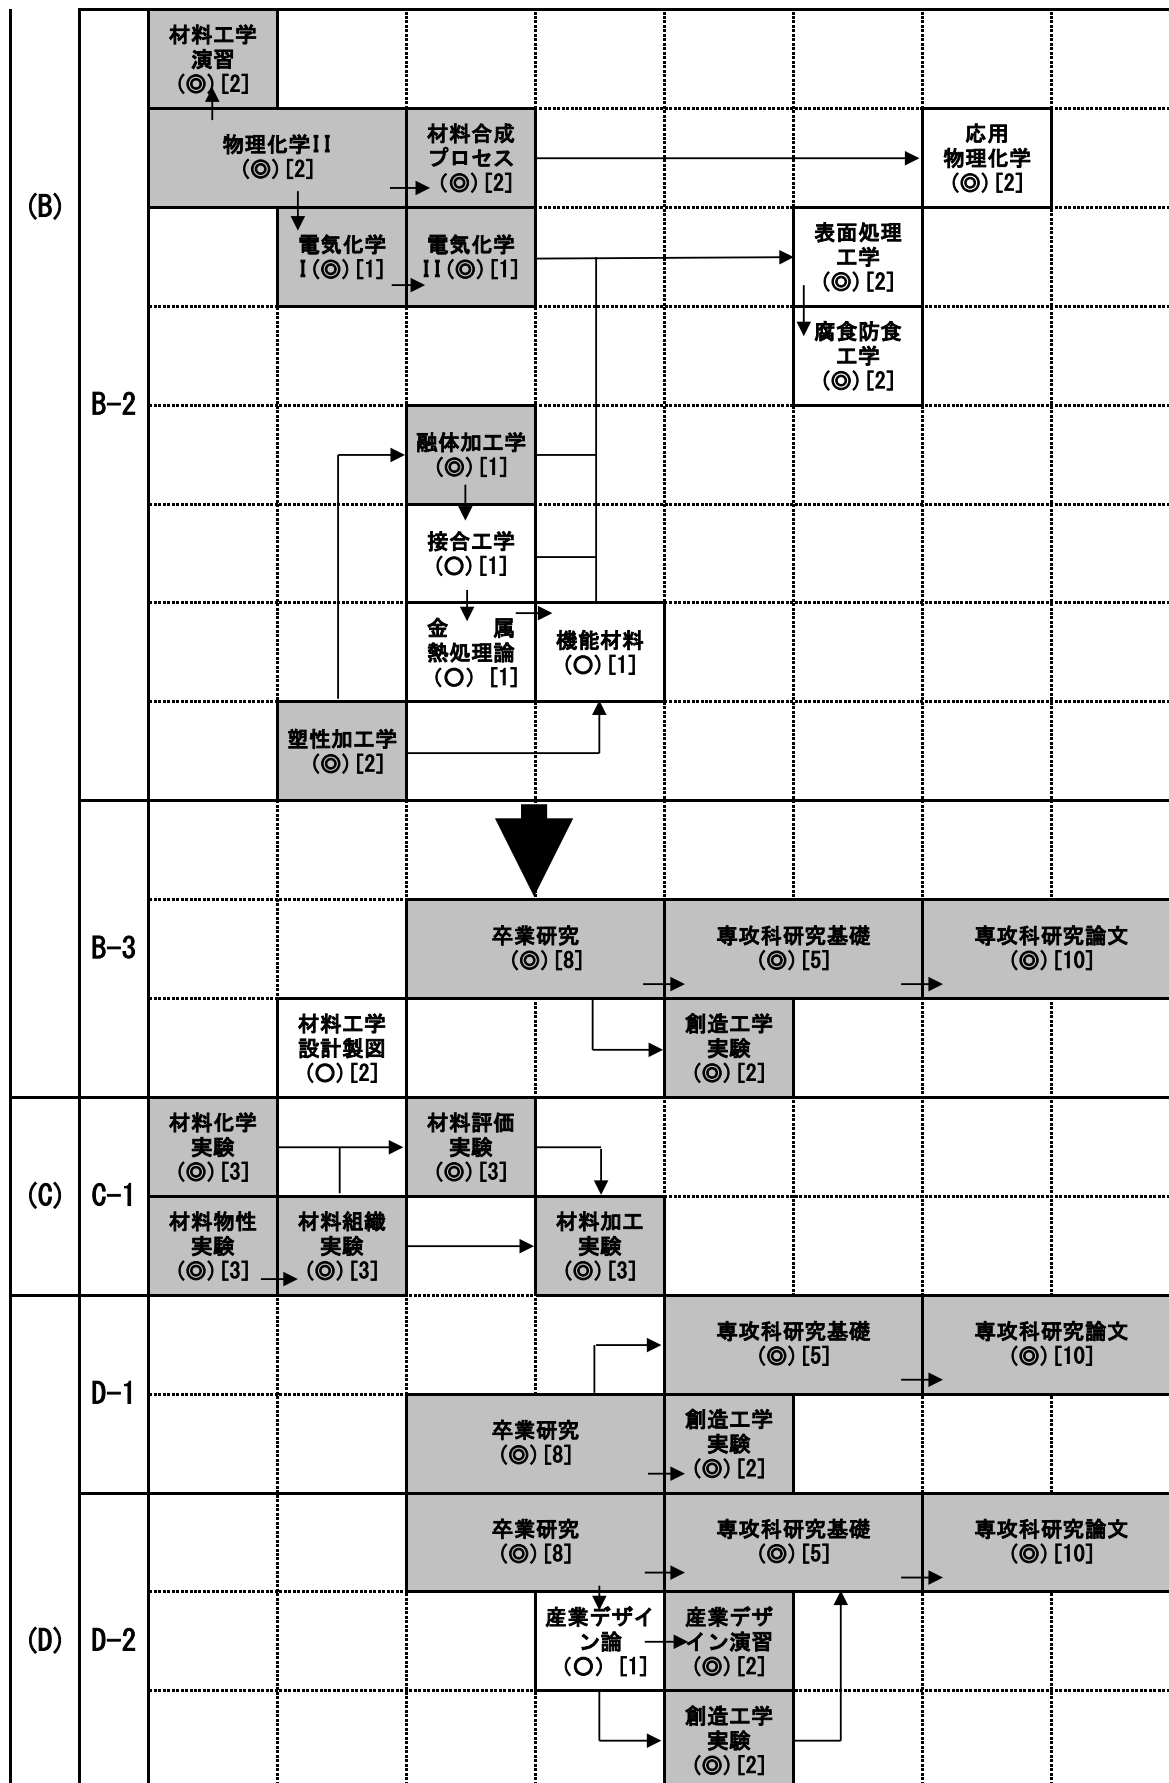 材料工学
演習
(◎)[2]
物理化学II
(◎)[2]
材料合成
プロセス
(◎)[2]
応用
物理化学
(◎)[2]
(B)
電気化学
I(◎)[1]
電気化学
II(◎)[1]
表面処理
工学
(◎)[2]
腐食防食
工学
(◎)[2]
B-2
融体加工学
(◎)[1]
接合工学
(○)[1]
金　属
熱処理論
(○) [1]
機能材料
(○)[1]
塑性加工学
(◎)[2]
B-3
卒業研究
(◎)[8]
専攻科研究基礎
(◎)[5]
専攻科研究論文
(◎)[10]
材料工学
設計製図
(○)[2]
創造工学
実験
(◎)[2]
(C)
C-1
材料化学
実験
(◎)[3]
材料評価
実験
(◎)[3]
材料物性
実験
(◎)[3]
材料組織
実験
(◎)[3]
材料加工
実験
(◎)[3]
D-1
専攻科研究基礎
(◎)[5]
専攻科研究論文
(◎)[10]
卒業研究
(◎)[8]
創造工学
実験
(◎)[2]
(D)
D-2
卒業研究
(◎)[8]
専攻科研究基礎
(◎)[5]
専攻科研究論文
(◎)[10]
産業デザイ
ン論
(○) [1]
産業デザ
イン演習
(◎)[2]
創造工学
実験
(◎)[2]